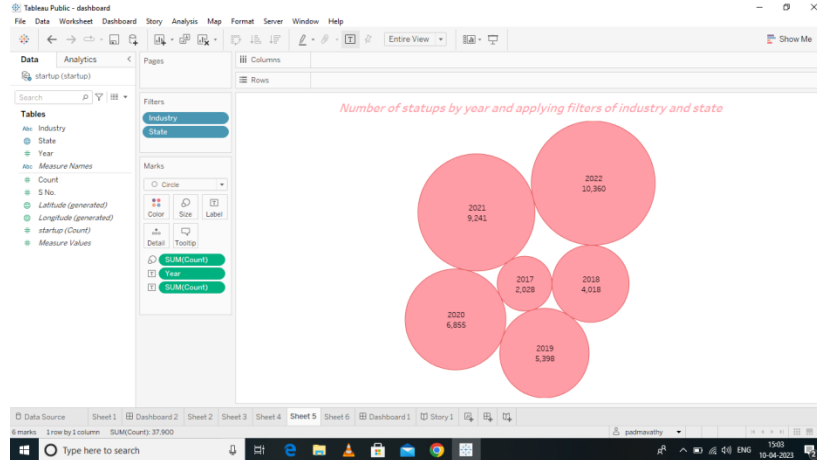 Tableau Public - dashboard
File Data Worksheet Dashboard Story Analysis Map Format Server Window Help
Entire View
Show Me
Data Analytics
startup (startup)
Search
Tables
Abc Industry
State
# Year
Abc Measure Names
# Count
# S No.
Latitude (generated)
Longitude (generated)
# startup (Count)
# Measure Values
Pages
Filters
Industry
State
Marks
Circle
Color Size Label
Detail Tooltip
SUM(Count)
Year
SUM(Count)
Columns
Rows
Number of statups by year and applying filters of industry and state
2022
10,360
2021
9,241
2017
2,028
2018
4,018
2020
6,855
2019
5,398
Data Source Sheet 1 Dashboard 2 Sheet 2 Sheet 3 Sheet 4 Sheet 5 Sheet 6 Dashboard 1 Story 1
6 marks 1 row by 1 column SUM(Count): 37,900
padmavathy
Type here to search
ENG
15:03
10-04-2023